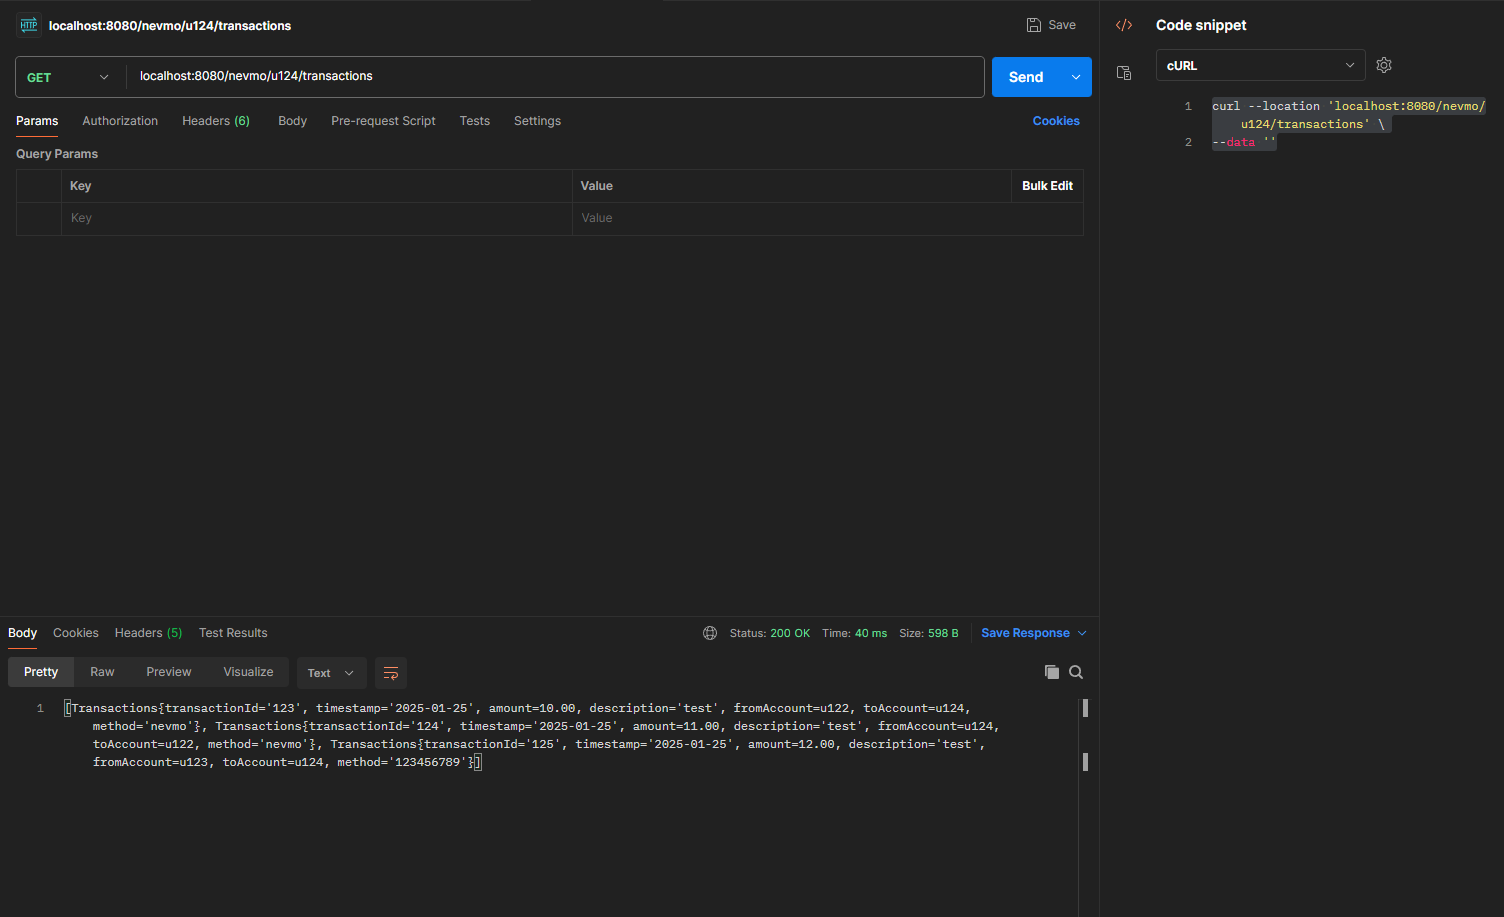 HTTP localhost:8080/nevmo/u124/transactions
Save
GET localhost:8080/nevmo/u124/transactions
Send
Params Authorization Headers (6) Body Pre-request Script Tests Settings
Cookies
Query Params
Key Value Bulk Edit
Key Value
Code snippet
cURL
1 curl --location 'localhost:8080/nevmo/
u124/transactions' \
2 --data ''
Body Cookies Headers (5) Test Results
Status: 200 OK Time: 40 ms Size: 598 B Save Response
Pretty Raw Preview Visualize Text
1 [Transactions{transactionId='123', timestamp='2025-01-25', amount=10.00, description='test', fromAccount=u122, toAccount=u124,
method='nevmo'}, Transactions{transactionId='124', timestamp='2025-01-25', amount=11.00, description='test', fromAccount=u124,
toAccount=u122, method='nevmo'}, Transactions{transactionId='125', timestamp='2025-01-25', amount=12.00, description='test',
fromAccount=u123, toAccount=u124, method='123456789'}]